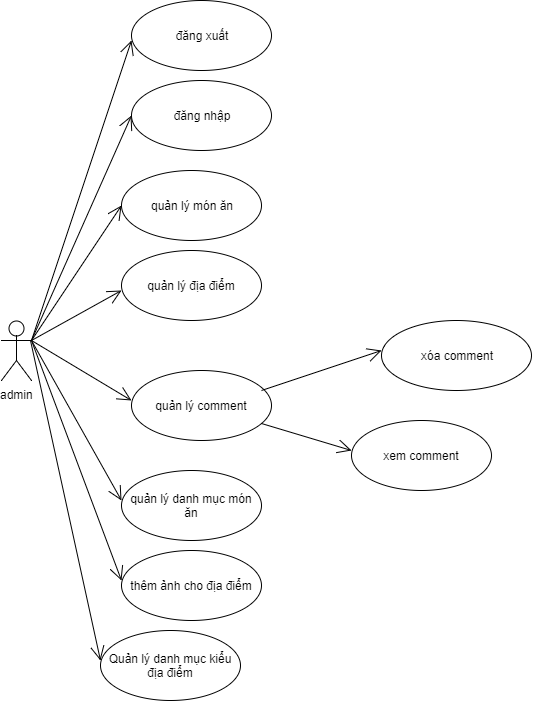 đăng xuất
đăng nhập
quản lý món ăn
quản lý địa điểm
admin
quản lý comment
xóa comment
xem comment
quản lý danh mục món
ăn
thêm ảnh cho địa điểm
Quản lý danh mục kiểu
địa điểm